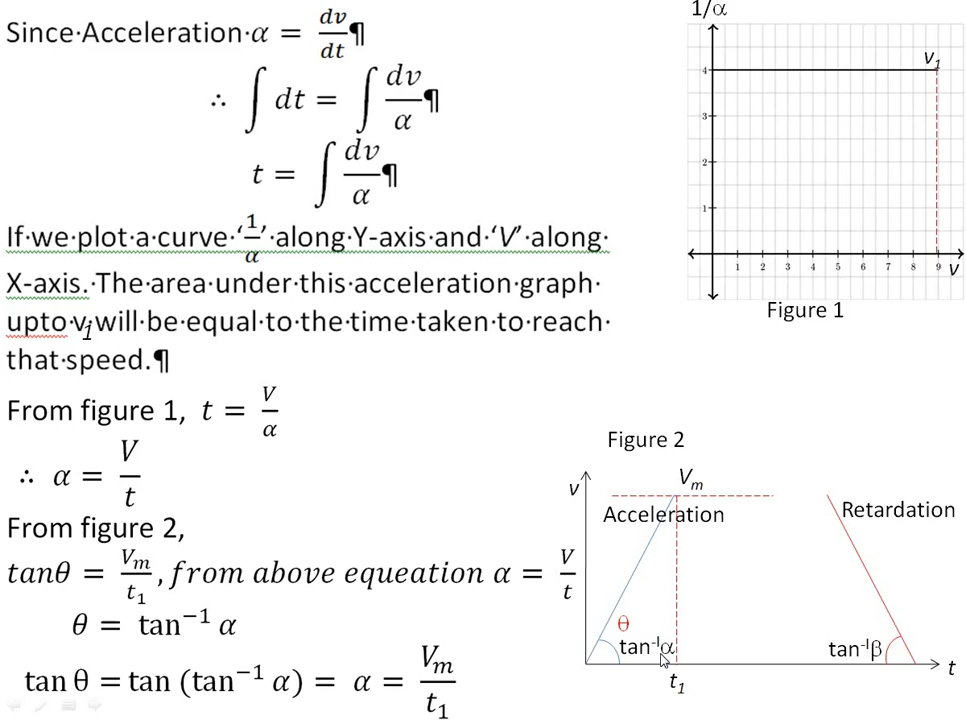 Since·Acceleration·α = dv/dt¶
∴ ∫ dt = ∫ dv/α¶
t = ∫ dv/α¶
If·we·plot·a·curve·‘1/α’·along·Y-axis·and·‘V’·along·
X-axis.·The·area·under·this·acceleration·graph·
upto·v1·will·be·equal·to·the·time·taken·to·reach·
that·speed.¶
From figure 1, t = V/α
∴ α = V/t
From figure 2,
tanθ = Vm/t1, from above equeation α = V/t
θ = tan⁻¹ α
tan θ = tan (tan⁻¹ α) = α = Vm/t1
1/α
v1
4
3
2
1
1 2 3 4 5 6 7 8 9 v
Figure 1
Figure 2
v Vm
Acceleration Retardation
θ
tan⁻¹α tan⁻¹β
t1 t